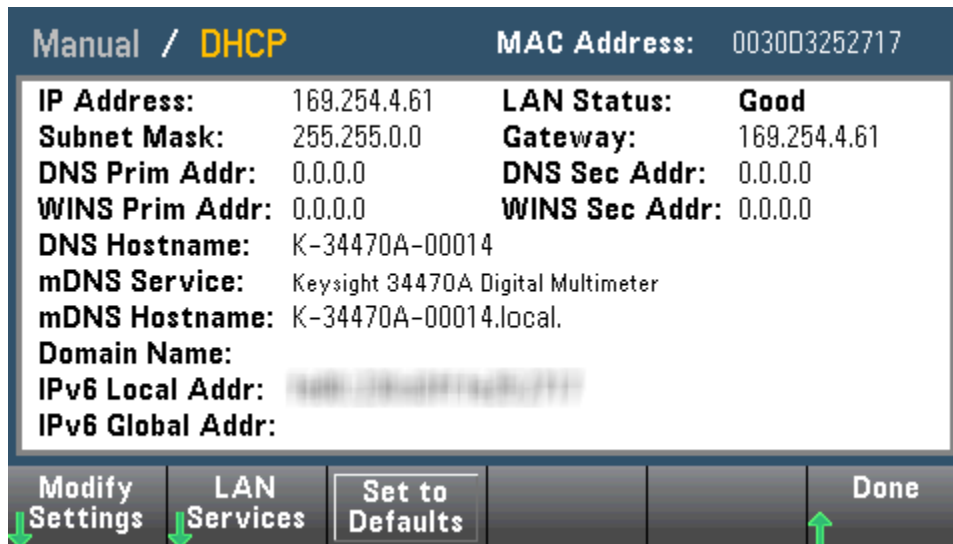 Manual / DHCP MAC Address: 0030D3252717
IP Address: 169.254.4.61 LAN Status: Good
Subnet Mask: 255.255.0.0 Gateway: 169.254.4.61
DNS Prim Addr: 0.0.0.0 DNS Sec Addr: 0.0.0.0
WINS Prim Addr: 0.0.0.0 WINS Sec Addr: 0.0.0.0
DNS Hostname: K-34470A-00014
mDNS Service: Keysight 34470A Digital Multimeter
mDNS Hostname: K-34470A-00014.local.
Domain Name:
IPv6 Local Addr:
IPv6 Global Addr:
Modify Settings
LAN Services
Set to Defaults
Done